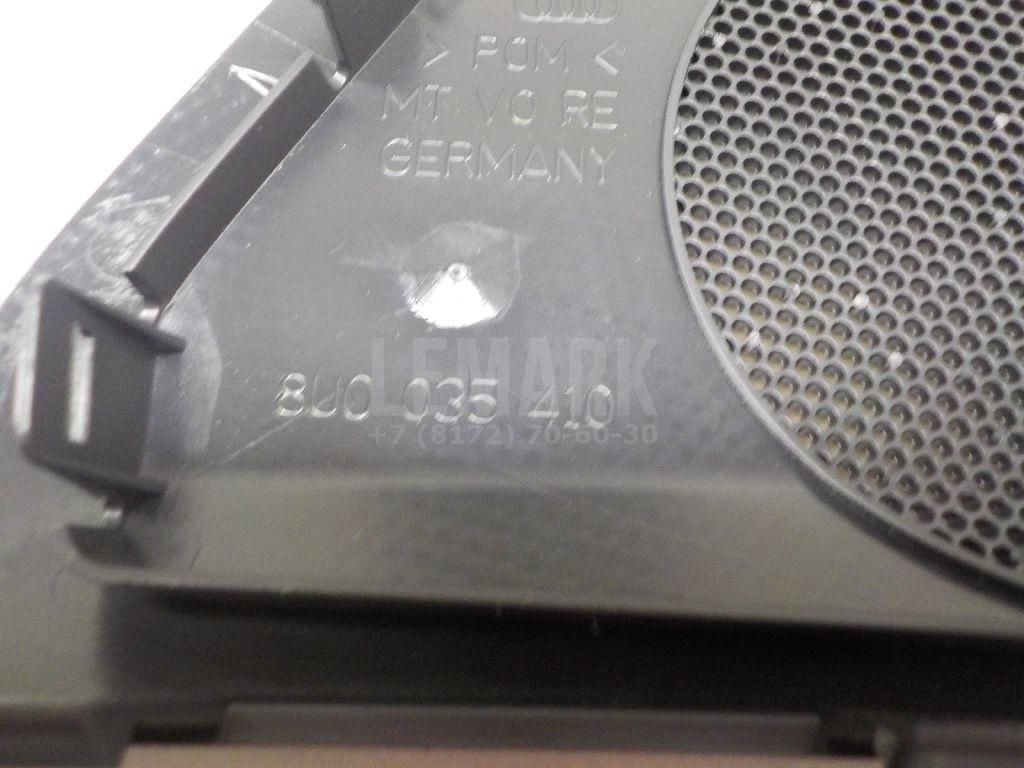 > POM <
MT VO RE
GERMANY
LEMARK
8U0 035 410
+7 (8172) 70-60-30